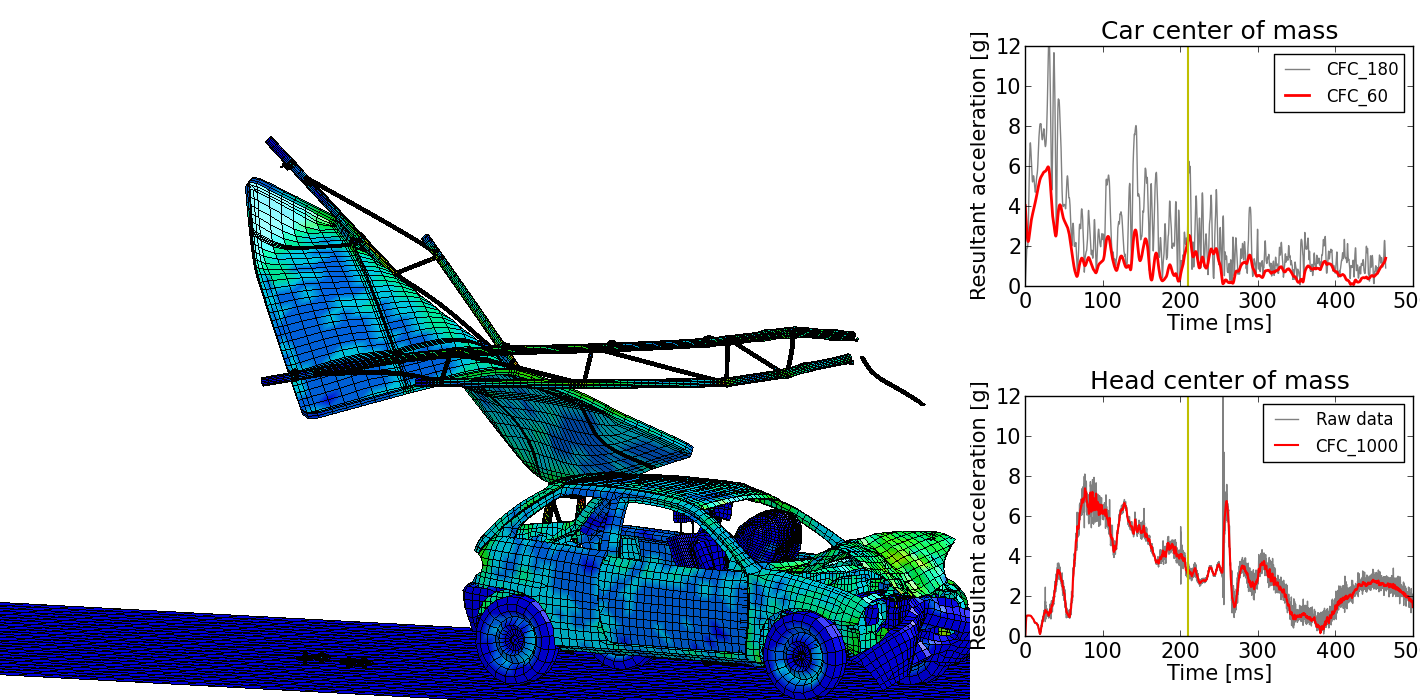 Car center of mass
Resultant acceleration [g]
12
10
8
6
4
2
0
CFC_180
CFC_60
0 100 200 300 400 50
Time [ms]
Head center of mass
Resultant acceleration [g]
12
10
8
6
4
2
0
Raw data
CFC_1000
0 100 200 300 400 50
Time [ms]